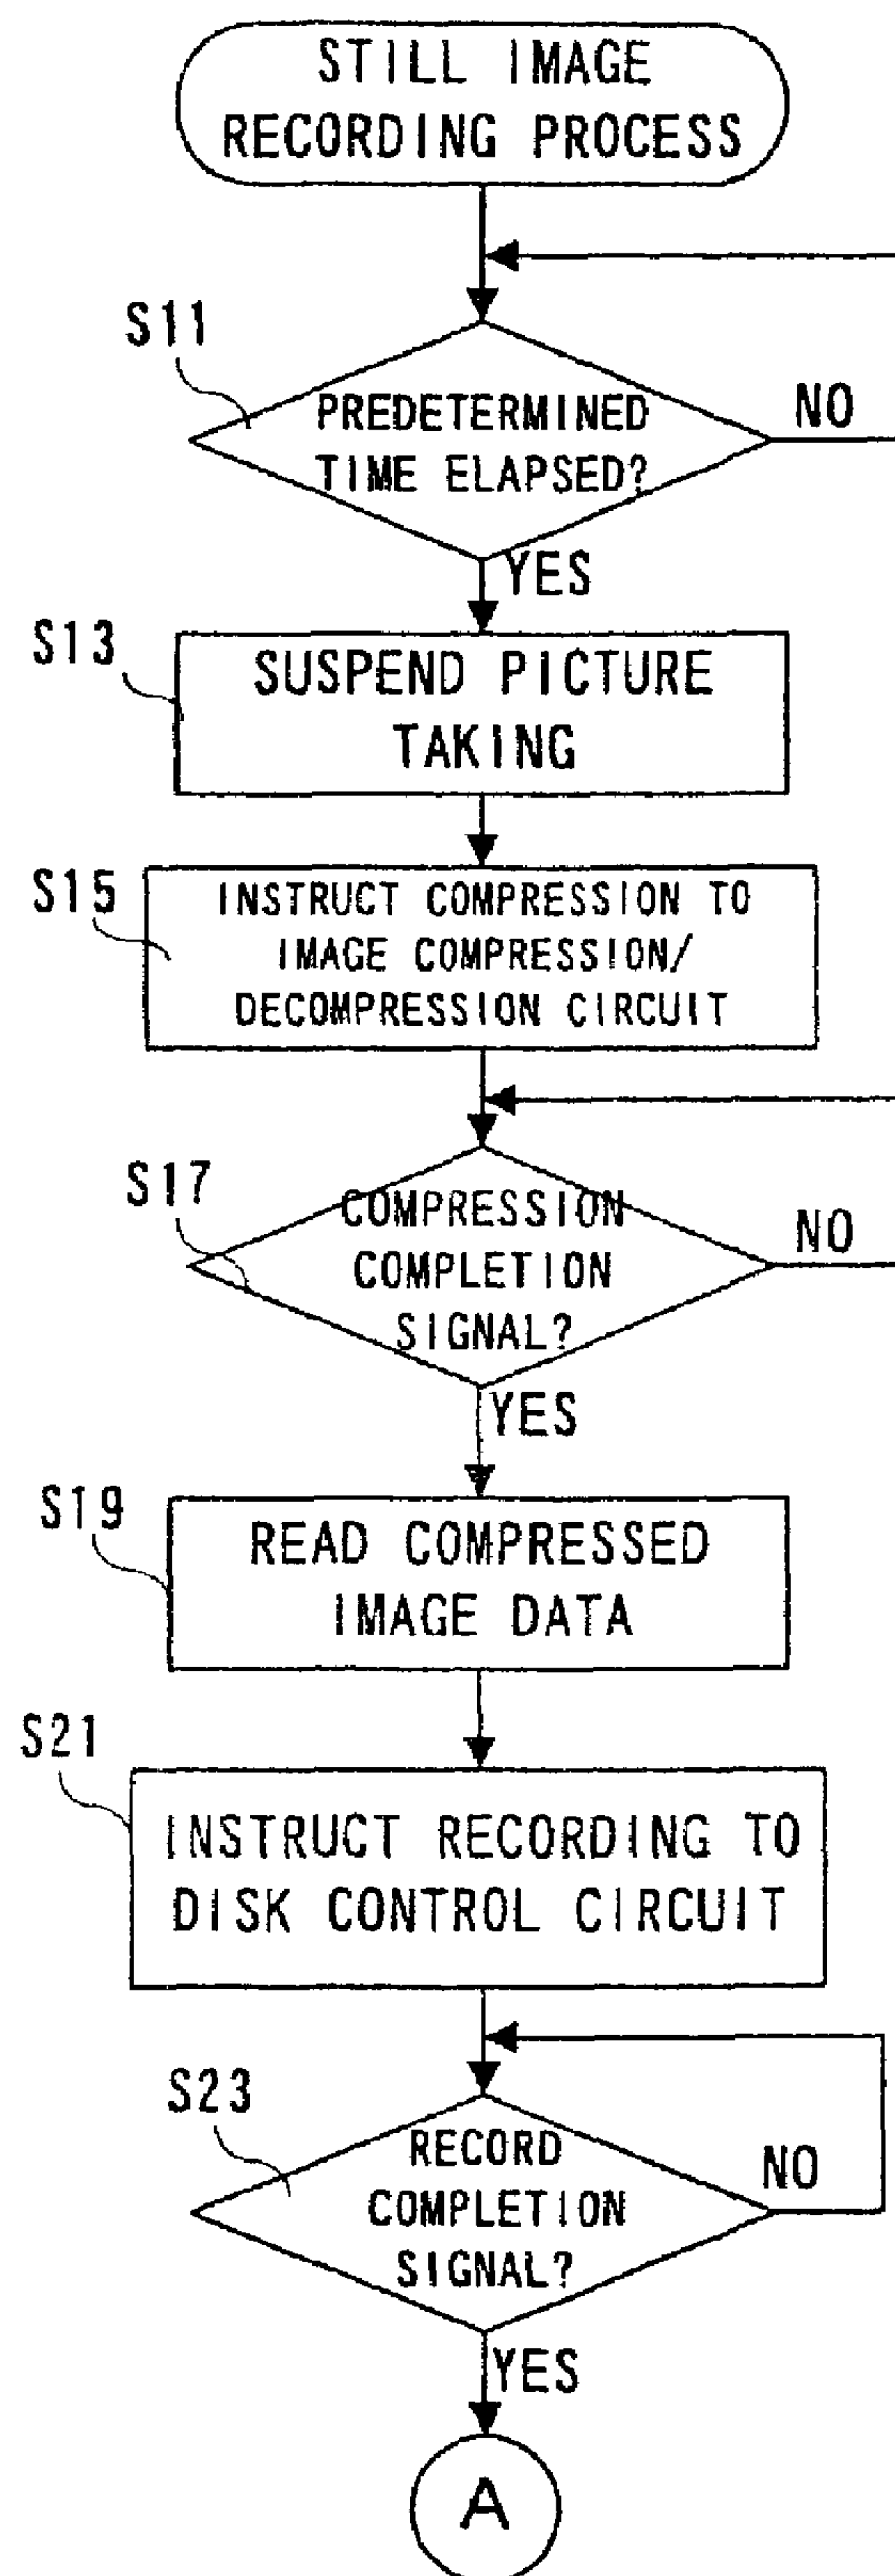 STILL IMAGE
RECORDING PROCESS
S11
PREDETERMINED
TIME ELAPSED?
NO
YES
S13
SUSPEND PICTURE
TAKING
S15
INSTRUCT COMPRESSION TO
IMAGE COMPRESSION/
DECOMPRESSION CIRCUIT
S17
COMPRESSION
COMPLETION
SIGNAL?
NO
YES
S19
READ COMPRESSED
IMAGE DATA
S21
INSTRUCT RECORDING TO
DISK CONTROL CIRCUIT
S23
RECORD
COMPLETION
SIGNAL?
NO
YES
A